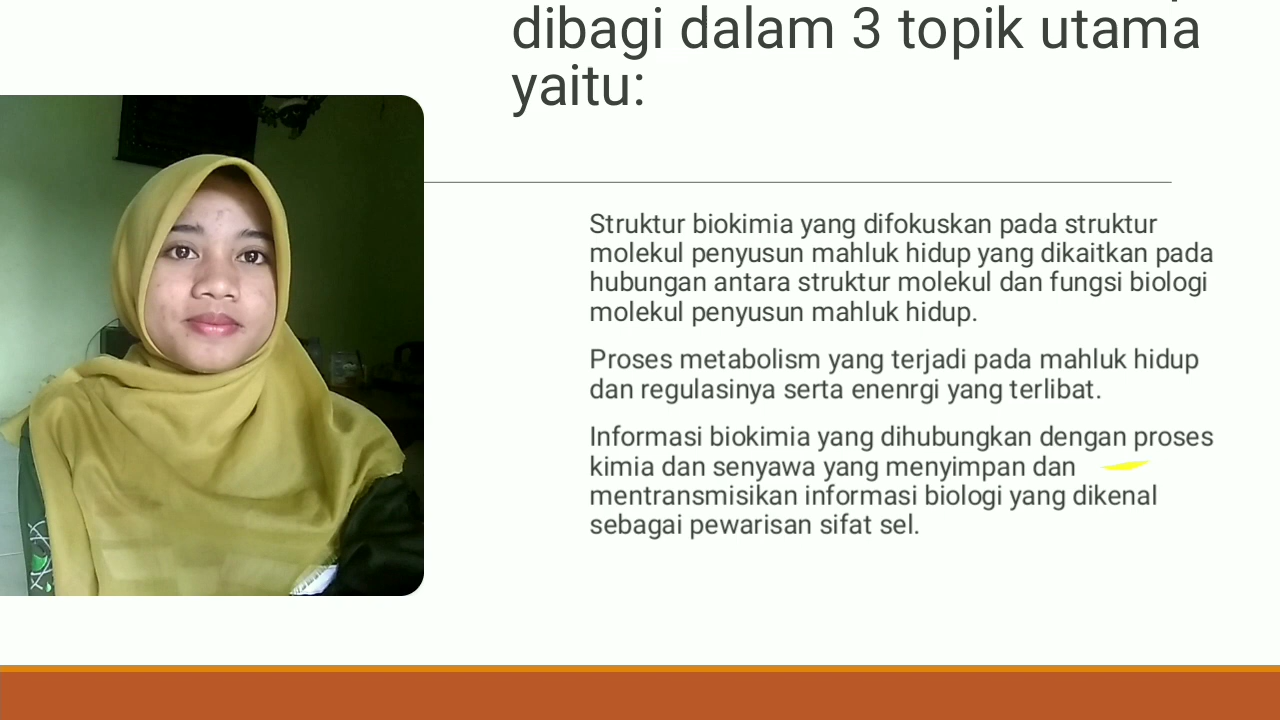 dibagi dalam 3 topik utama
yaitu:
Struktur biokimia yang difokuskan pada struktur
molekul penyusun mahluk hidup yang dikaitkan pada
hubungan antara struktur molekul dan fungsi biologi
molekul penyusun mahluk hidup.
Proses metabolism yang terjadi pada mahluk hidup
dan regulasinya serta enenrgi yang terlibat.
Informasi biokimia yang dihubungkan dengan proses
kimia dan senyawa yang menyimpan dan
mentransmisikan informasi biologi yang dikenal
sebagai pewarisan sifat sel.